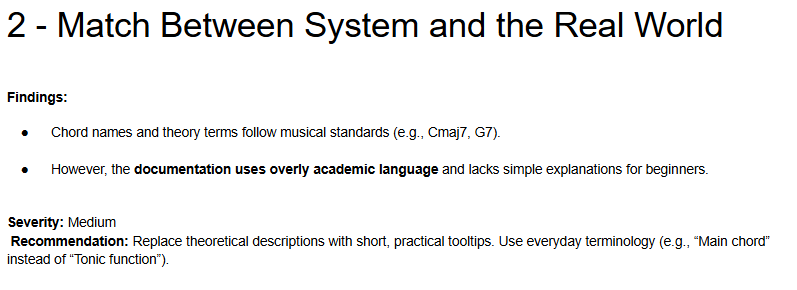 2 - Match Between System and the Real World
Findings:
● Chord names and theory terms follow musical standards (e.g., Cmaj7, G7).
● However, the documentation uses overly academic language and lacks simple explanations for beginners.
Severity: Medium
Recommendation: Replace theoretical descriptions with short, practical tooltips. Use everyday terminology (e.g., “Main chord”
instead of “Tonic function”).